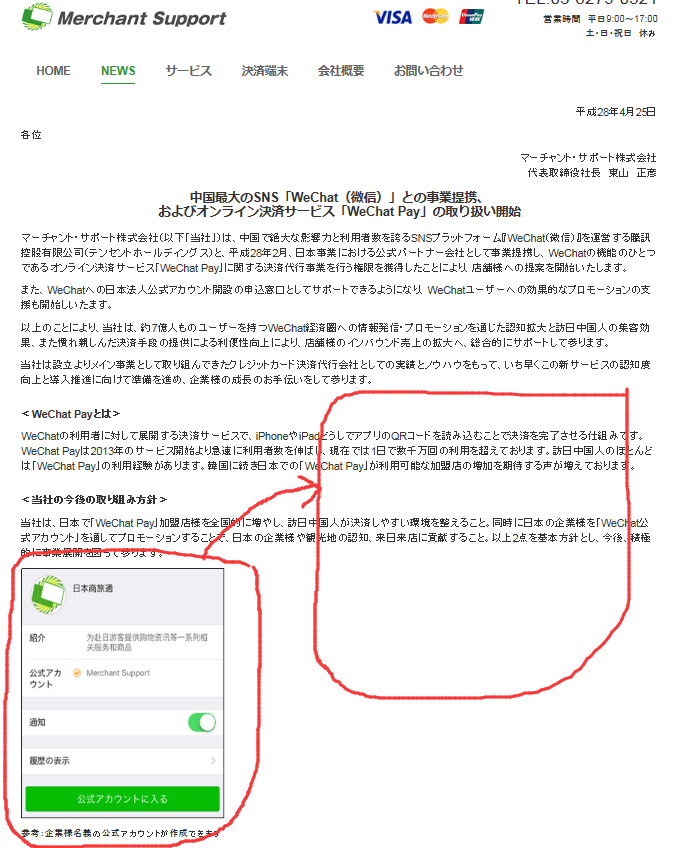 Merchant Support
VISA MasterCard UnionPay
営業時間 平日9:00～17:00
土・日・祝日 休み
HOME NEWS サービス 決済端末 会社概要 お問い合わせ
平成28年4月25日
各位
マーチャント・サポート株式会社
代表取締役社長 東山 正彦
中国最大のSNS「WeChat（微信）」との事業提携、
およびオンライン決済サービス「WeChat Pay」の取り扱い開始
マーチャント・サポート株式会社(以下「当社」)は、中国で絶大な影響力と利用者数を誇るSNSプラットフォーム『WeChat(微信)』を運営する騰訊
控股有限公司(テンセントホールディングス)と、平成28年2月、日本事業における公式パートナー会社として事業提携し、WeChatの機能のひとつ
であるオンライン決済サービス「WeChat Pay」に関する決済代行事業を行う権限を獲得したことにより、店舗様への提案を開始いたします。
また、WeChatへの日本法人公式アカウント開設の申込窓口としてサポートできるようになり、WeChatユーザーへの効果的なプロモーションの支
援も開始しいたます。
以上のことにより、当社は、約7億人ものユーザーを持つWeChat経済圏への情報発信・プロモーションを通じた認知拡大と訪日中国人の集客効
果、また慣れ親しんだ決済手段の提供による利便性向上により、店舗様のインバウンド売上の拡大へ、総合的にサポートして参ります。
当社は設立よりメイン事業として取り組んできたクレジットカード決済代行会社としての実績とノウハウをもって、いち早くこの新サービスの認知度
向上と導入推進に向けて準備を進め、企業様の成長のお手伝いをして参ります。
＜WeChat Payとは＞
WeChatの利用者に対して展開する決済サービスで、iPhoneやiPadどうしでアプリのQRコードを読み込むことで決済を完了させる仕組みです。
WeChat Payは2013年のサービス開始より急速に利用者数を伸ばし、現在では1日で数千万回の利用を超えております。訪日中国人のほとんど
は「WeChat Pay」の利用経験があります。韓国に続き日本での「WeChat Pay」が利用可能な加盟店の増加を期待する声が増えております。
＜当社の今後の取り組み方針＞
当社は、日本で「WeChat Pay」加盟店様を全国的に増やし、訪日中国人が決済しやすい環境を整えること。同時に日本の企業様を「WeChat公
式アカウント」を通してプロモーションすることで、日本の企業様や観光地の認知、来日来店に貢献すること。以上2点を基本方針とし、今後、積極
的に事業展開を図って参ります。
日本商旅通
紹介 为赴日游客提供购物资讯等一系列相
关服务和商品
公式アカ
ウント Merchant Support
通知
履歴の表示
公式アカウントに入る
参考：企業様名義の公式アカウントが作成できます